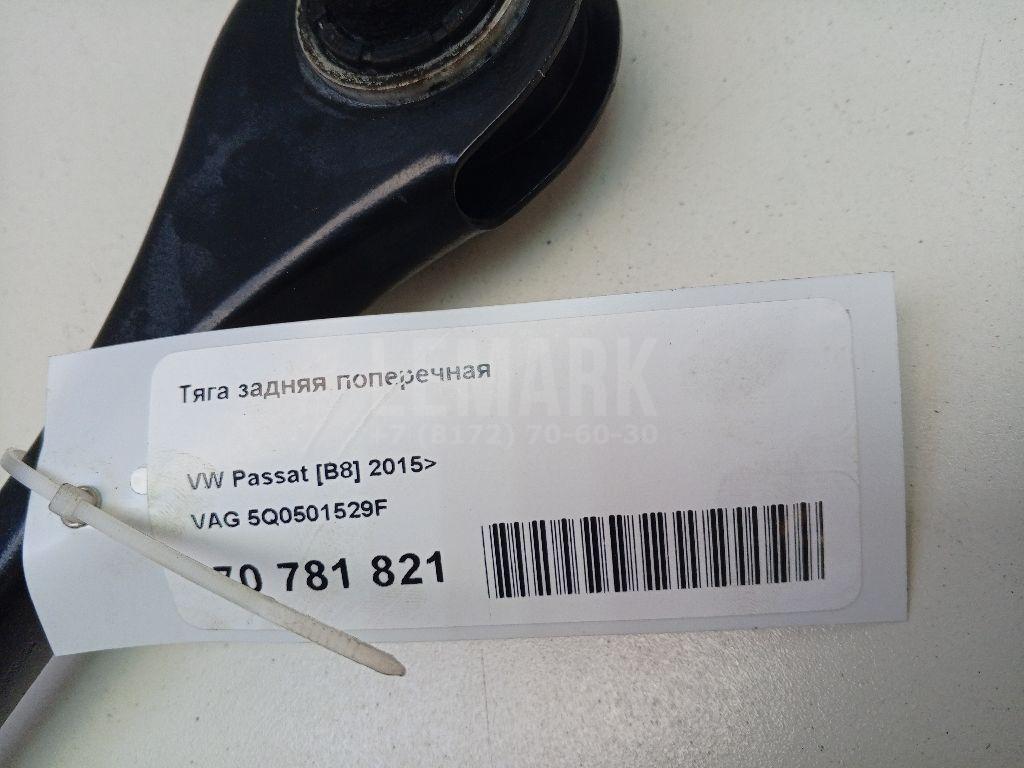 LEMARK
+7 (8172) 70-60-30
Тяга задняя поперечная
VW Passat [B8] 2015>
VAG 5Q0501529F
70 781 821